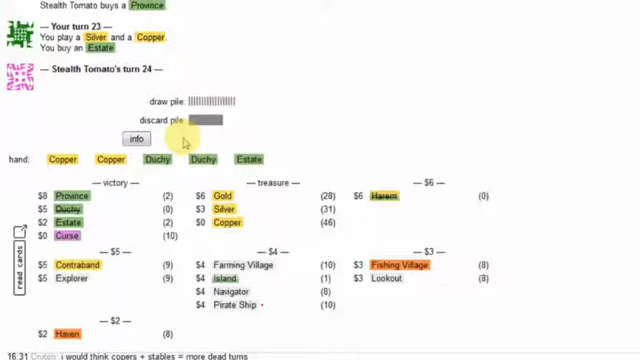 Stealth Tomato buys a Province.
— Your turn 23 —
You play a Silver and a Copper.
You buy an Estate
— Stealth Tomato's turn 24 —
draw pile:
discard pile:
info
hand: Copper Copper Duchy Duchy Estate
— victory — — treasure — — $6 —
$8 Province (2) $6 Gold (28) $6 Harem (0)
$5 Duchy (0) $3 Silver (31)
$2 Estate (2) $0 Copper (46)
$0 Curse (10)
— $5 — — $4 — — $3 —
$5 Contraband (9) $4 Farming Village (10) $3 Fishing Village (8)
$5 Explorer (9) $4 Island (1) $3 Lookout (8)
$4 Navigator (8)
$4 Pirate Ship (10)
— $2 —
$2 Haven (8)
read cards
16:31 i would think copers + stables = more dead turns